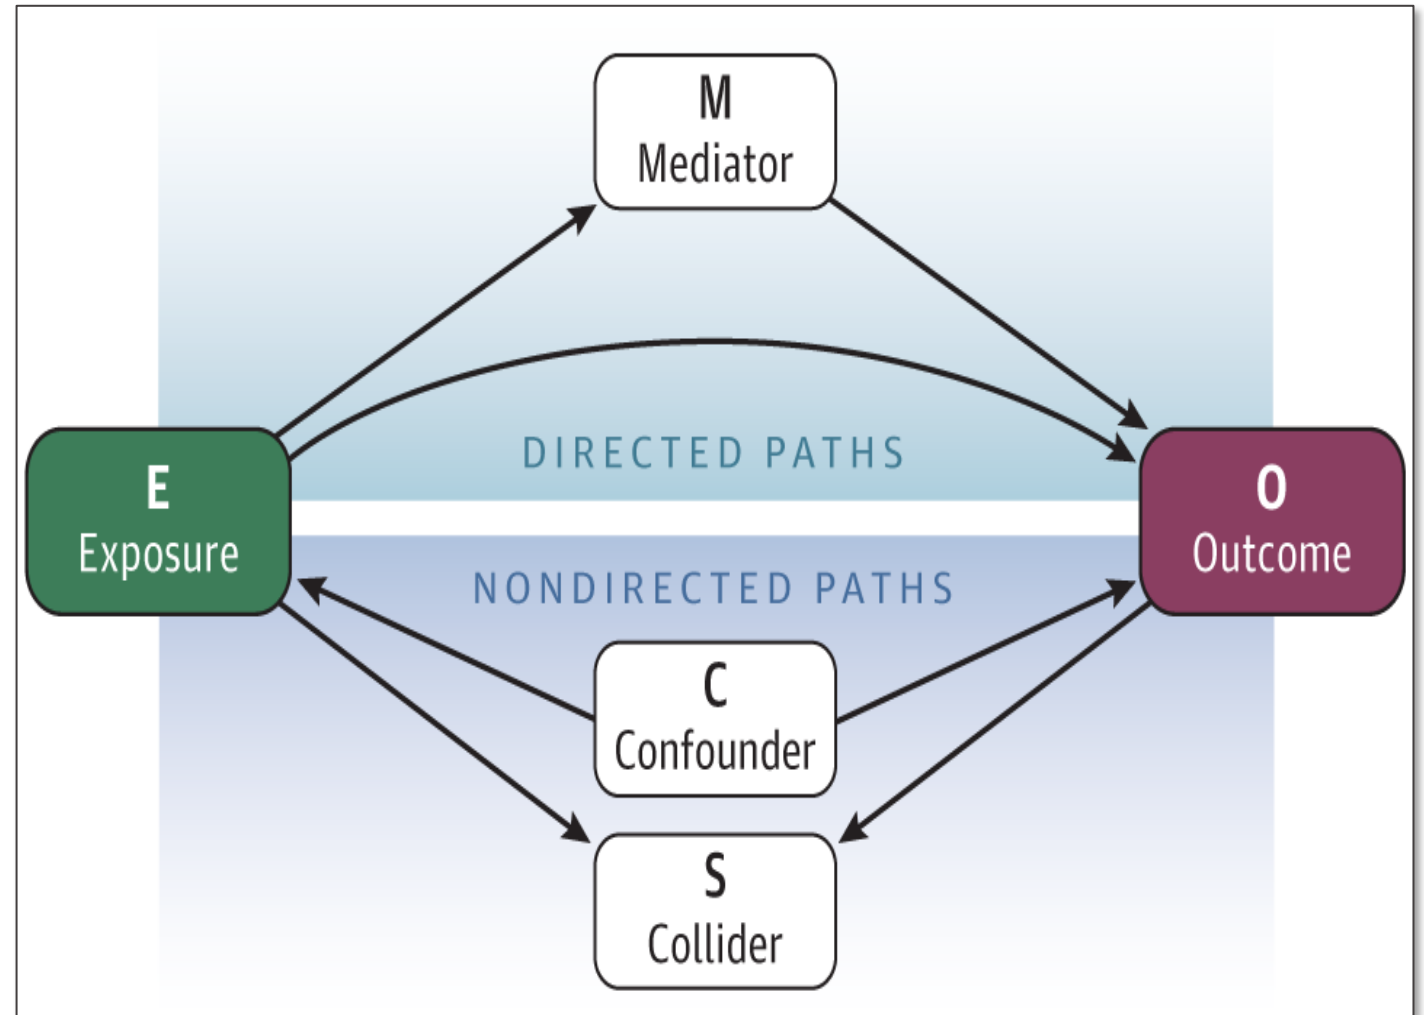 M
Mediator
DIRECTED PATHS
E
Exposure
O
Outcome
NONDIRECTED PATHS
C
Confounder
S
Collider